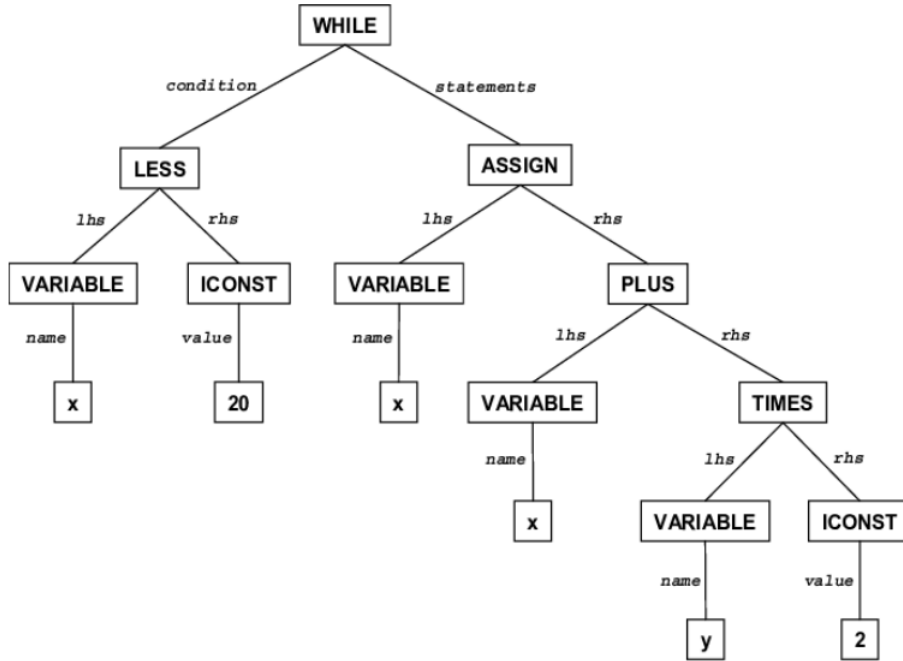 WHILE
condition
statements
LESS
ASSIGN
lhs
rhs
lhs
rhs
VARIABLE
ICONST
VARIABLE
PLUS
name
value
name
lhs
rhs
x
20
x
VARIABLE
TIMES
name
lhs
rhs
x
VARIABLE
ICONST
name
value
y
2